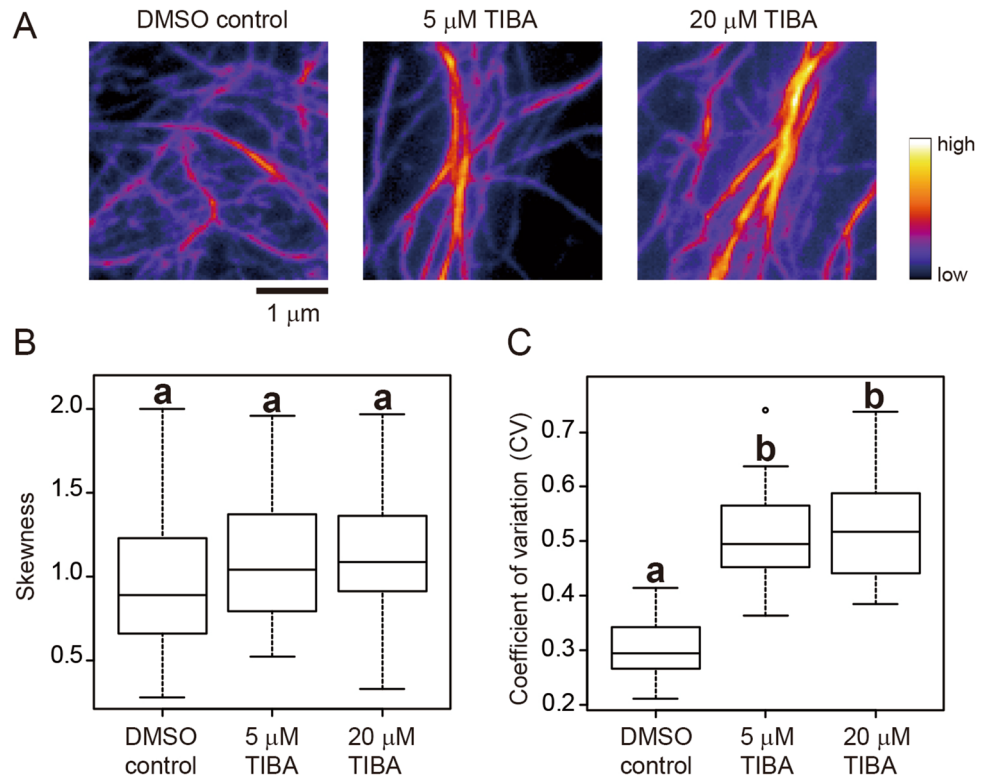 A
DMSO control
5 μM TIBA
20 μM TIBA
high
low
1 μm
B
C
Skewness
2.0
1.5
1.0
0.5
a
a
a
DMSO
control
5 μM
TIBA
20 μM
TIBA
Coefficient of variation (CV)
0.7
0.6
0.5
0.4
0.3
0.2
a
b
b
DMSO
control
5 μM
TIBA
20 μM
TIBA